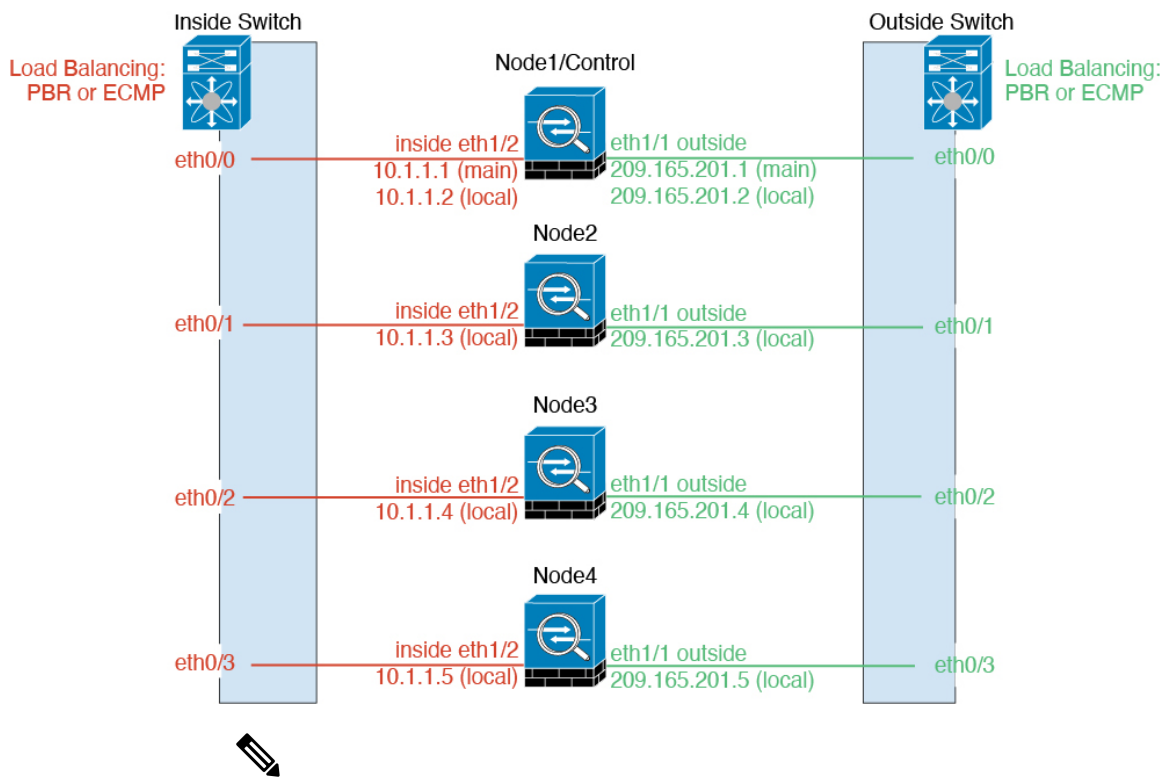 Inside Switch
Outside Switch
Load Balancing:
PBR or ECMP
Node1/Control
Load Balancing:
PBR or ECMP
eth0/0
inside eth1/2
10.1.1.1 (main)
10.1.1.2 (local)
eth1/1 outside
209.165.201.1 (main)
209.165.201.2 (local)
eth0/0
Node2
eth0/1
inside eth1/2
10.1.1.3 (local)
eth1/1 outside
209.165.201.3 (local)
eth0/1
Node3
eth0/2
inside eth1/2
10.1.1.4 (local)
eth1/1 outside
209.165.201.4 (local)
eth0/2
Node4
eth0/3
inside eth1/2
10.1.1.5 (local)
eth1/1 outside
209.165.201.5 (local)
eth0/3